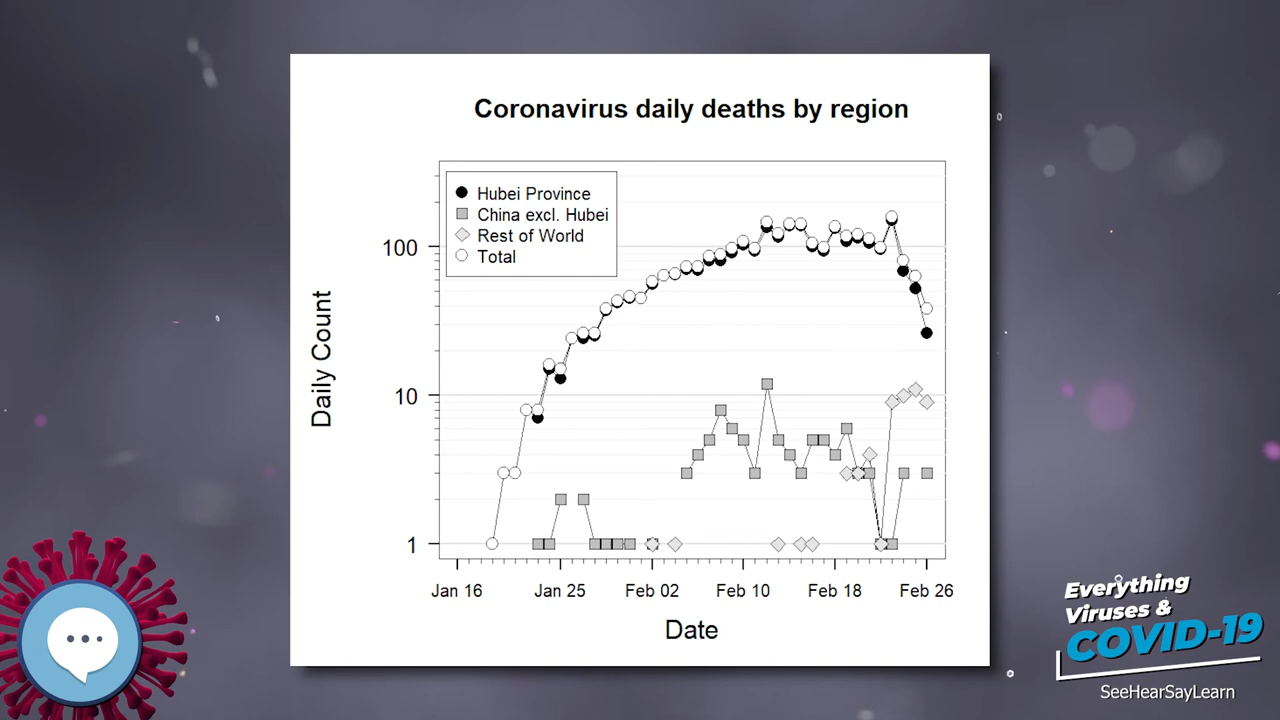 Coronavirus daily deaths by region
Hubei Province
China excl. Hubei
Rest of World
Total
Daily Count
100
10
1
Jan 16
Jan 25
Feb 02
Feb 10
Feb 18
Feb 26
Date
Everything
Viruses &
COVID-19
SeeHearSayLearn